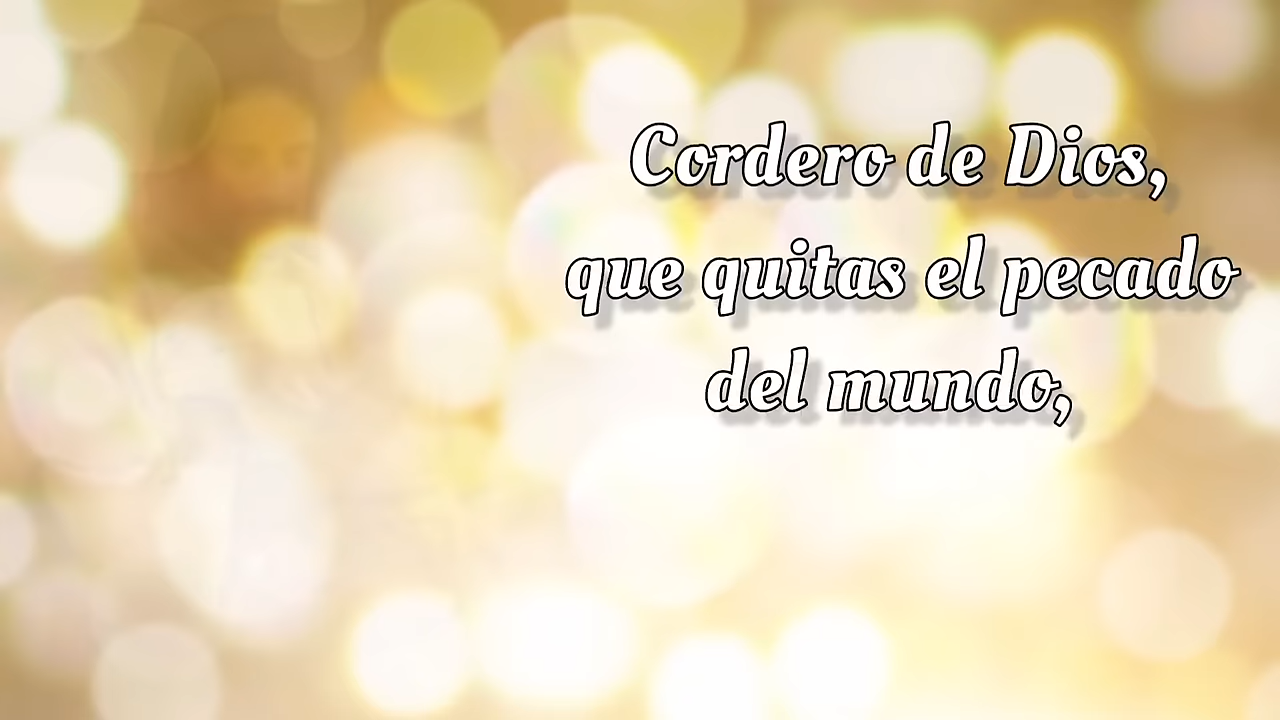 Cordero de Dios,
que quitas el pecado
del mundo,